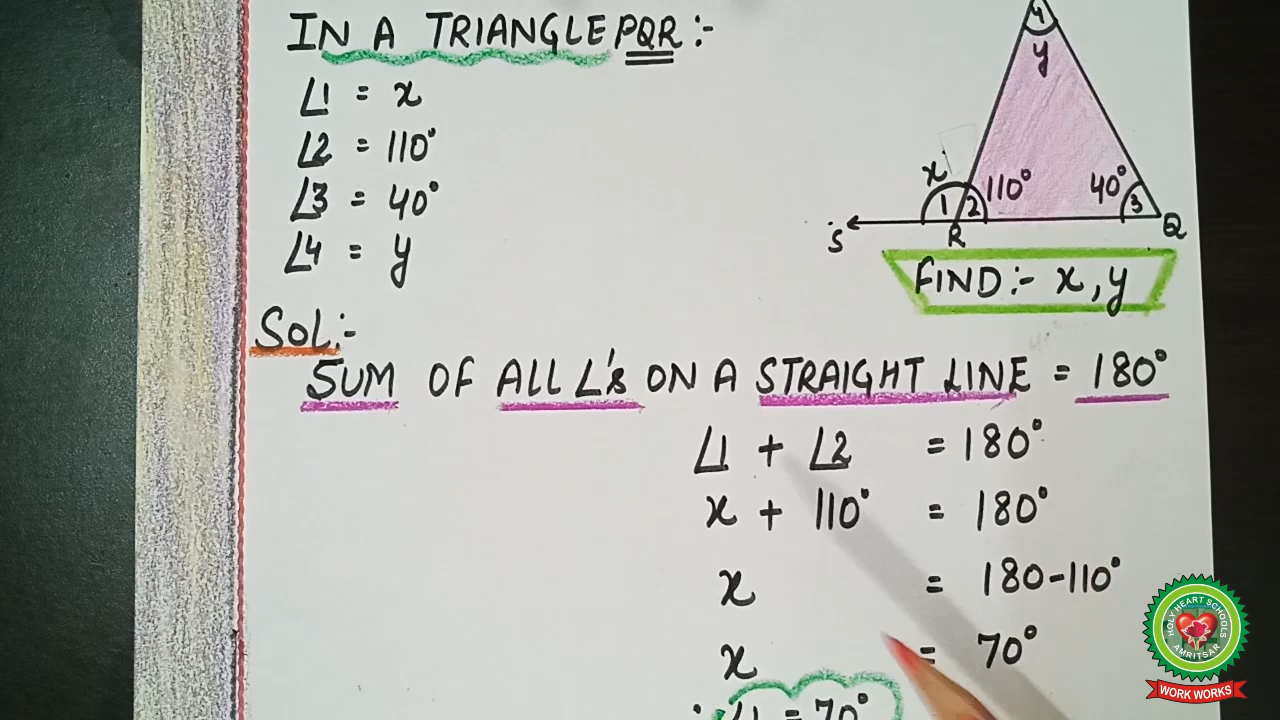 IN A TRIANGLE PQR :-
∠1 = x
∠2 = 110°
∠3 = 40°
∠4 = y
4
y
x
1
2
110°
40°
3
S
R
Q
FIND :- x, y
SOL :-
SUM OF ALL ∠'s ON A STRAIGHT LINE = 180°
∠1 + ∠2 = 180°
x + 110° = 180°
x = 180-110°
x = 70°
∴ ∠1 = 70°
HOLY HEART SCHOOLS
AMRITSAR
WORK WORKS